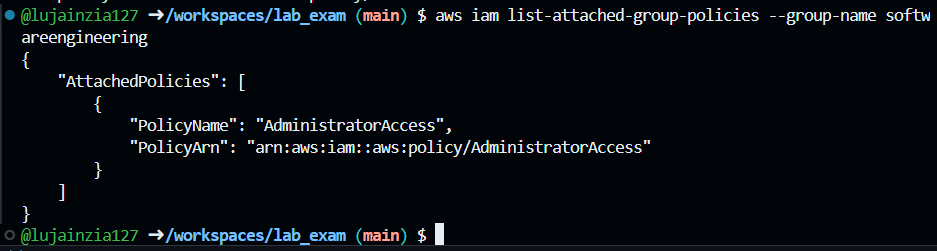 @lujainzia127 ➜/workspaces/lab_exam (main) $ aws iam list-attached-group-policies --group-name softw
areengineering
{
    "AttachedPolicies": [
        {
            "PolicyName": "AdministratorAccess",
            "PolicyArn": "arn:aws:iam::aws:policy/AdministratorAccess"
        }
    ]
}
@lujainzia127 ➜/workspaces/lab_exam (main) $